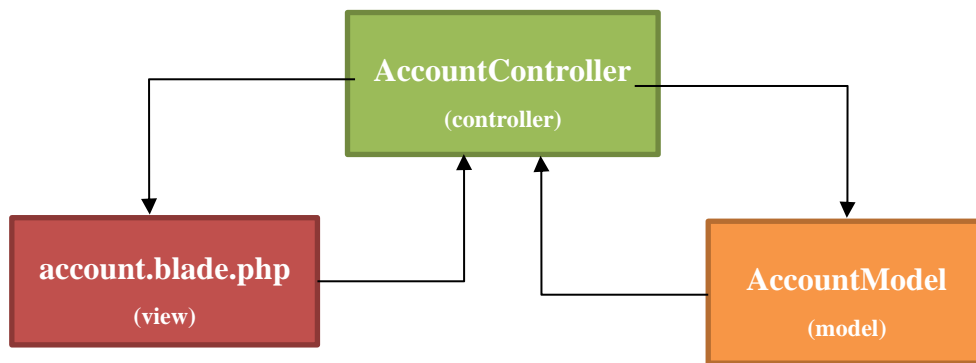 AccountController
(controller)
account.blade.php
(view)
AccountModel
(model)